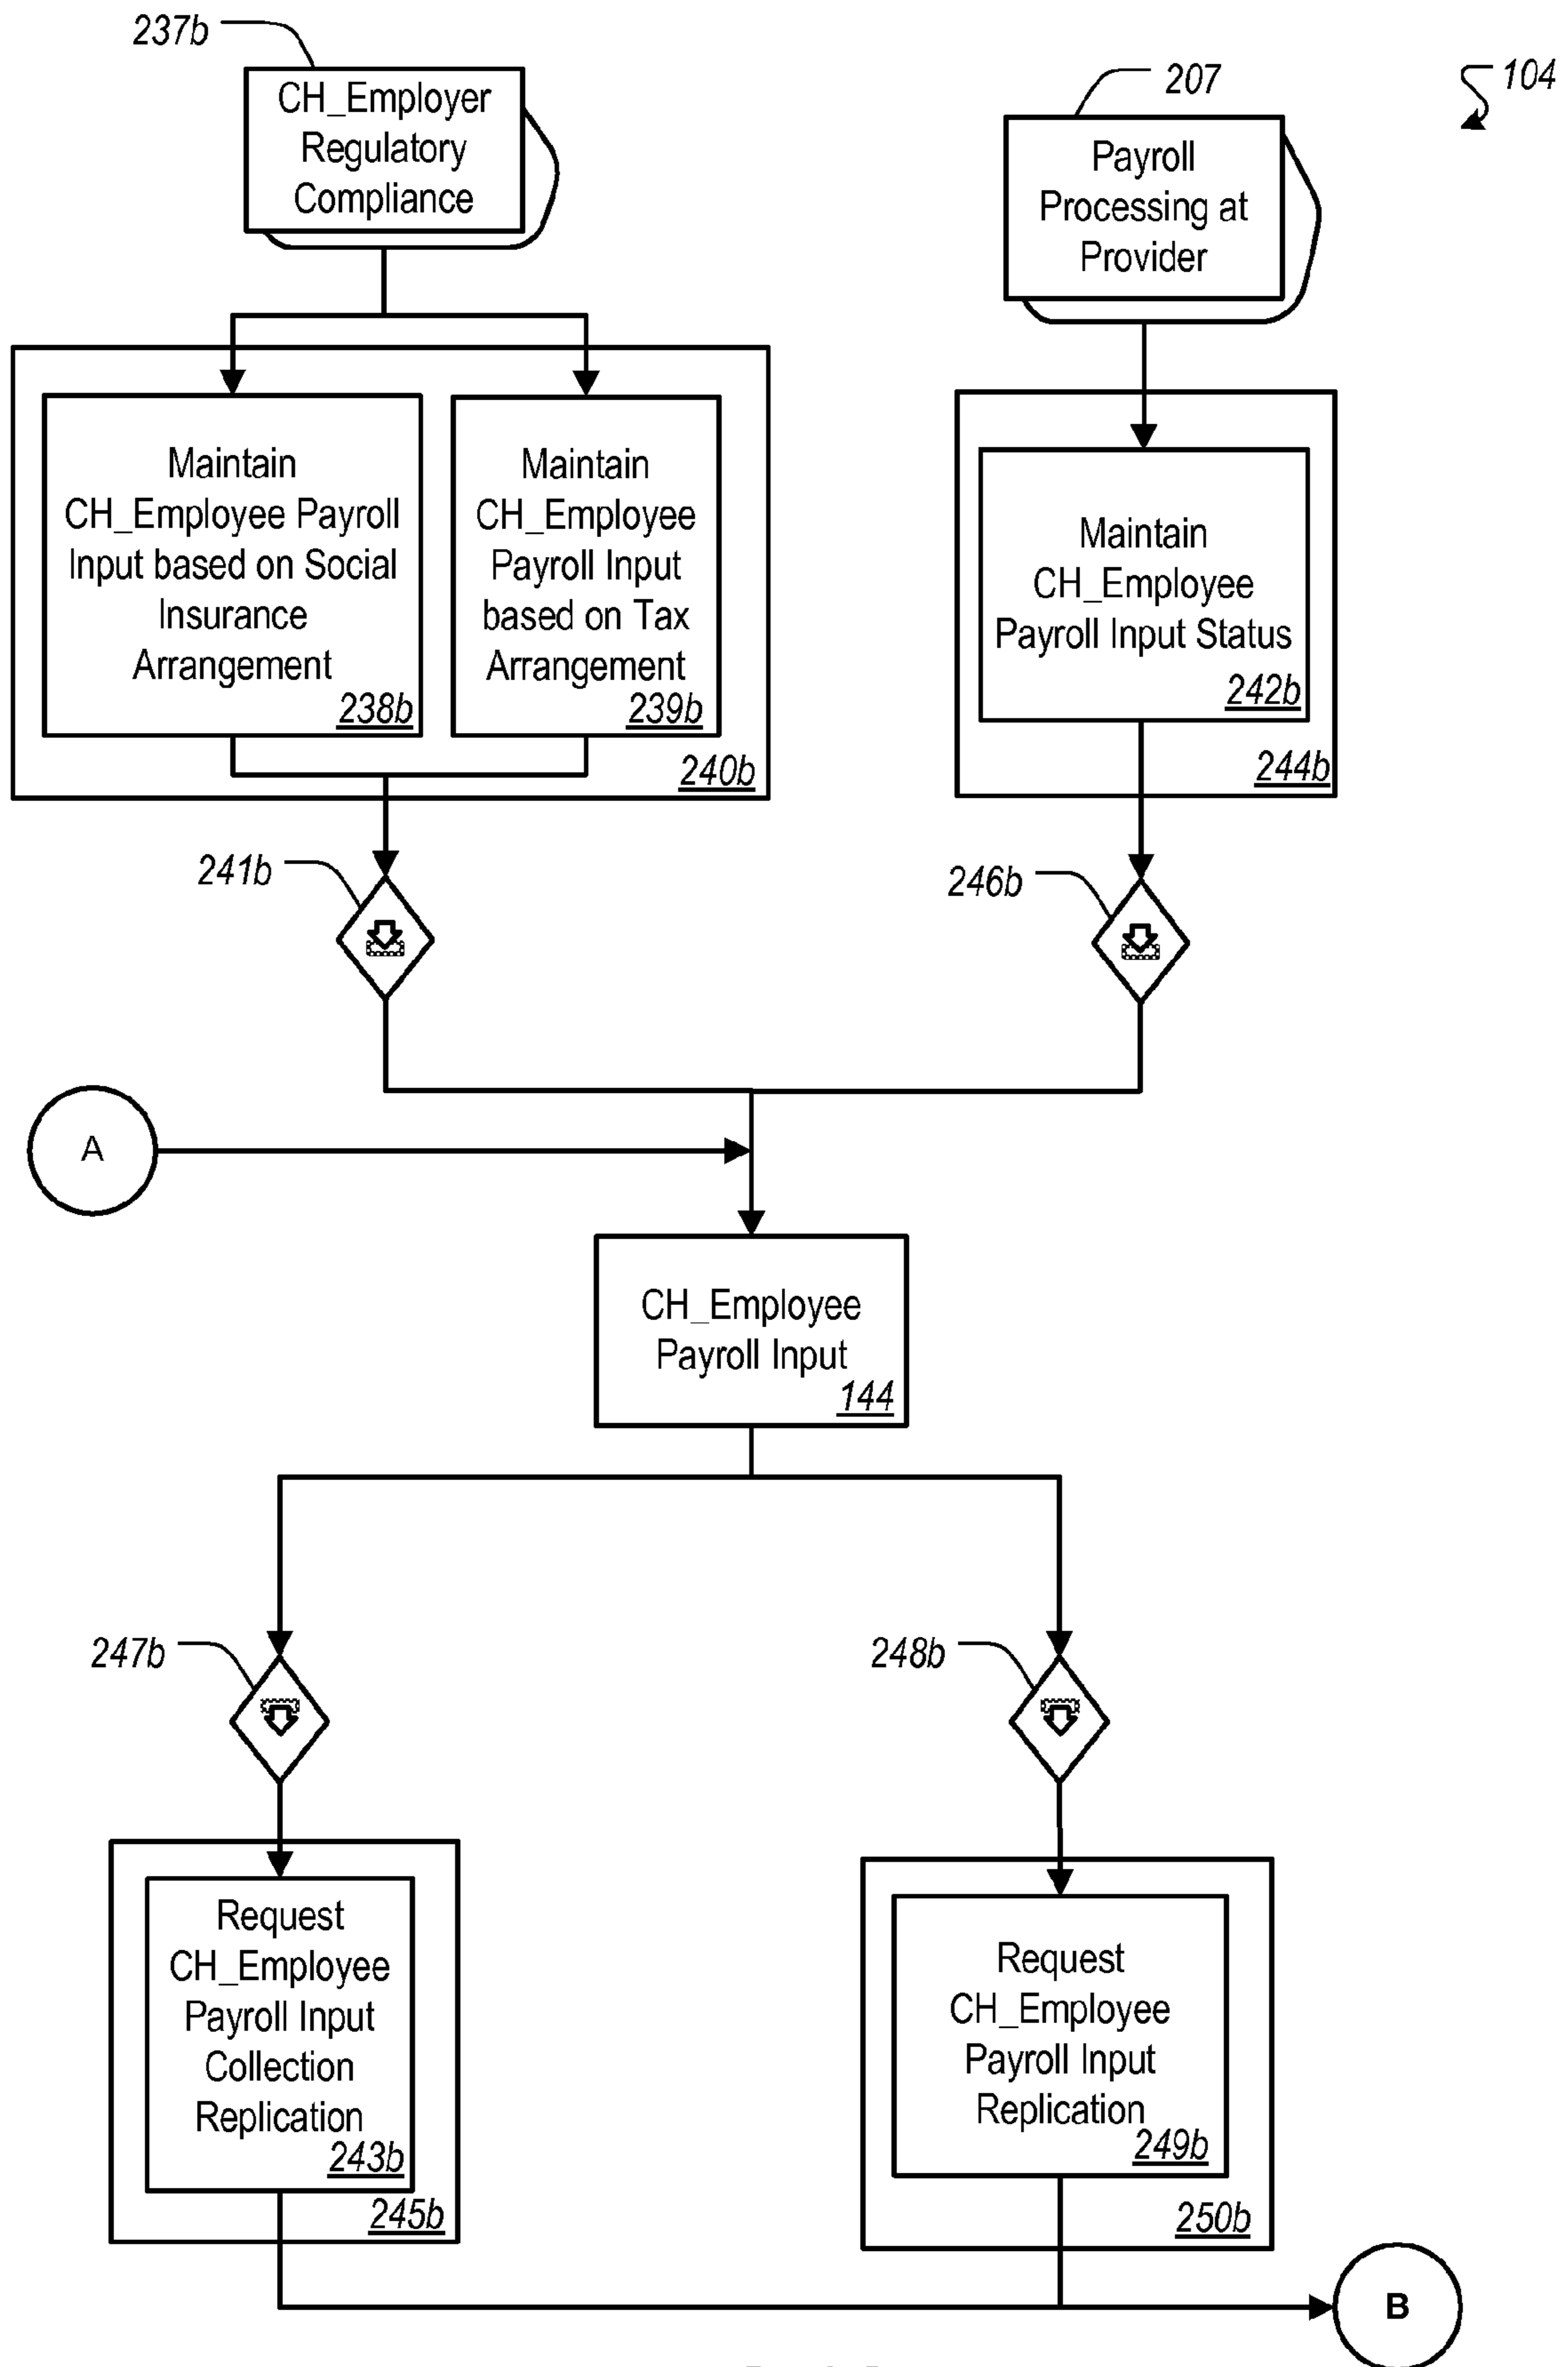 237b
CH_Employer
Regulatory
Compliance
207
Payroll
Processing at
Provider
104
Maintain
CH_Employee Payroll
Input based on Social
Insurance
Arrangement
238b
Maintain
CH_Employee
Payroll Input
based on Tax
Arrangement
239b
240b
Maintain
CH_Employee
Payroll Input Status
242b
244b
241b
246b
A
CH_Employee
Payroll Input
144
247b
248b
Request
CH_Employee
Payroll Input
Collection
Replication
243b
245b
Request
CH_Employee
Payroll Input
Replication
249b
250b
B